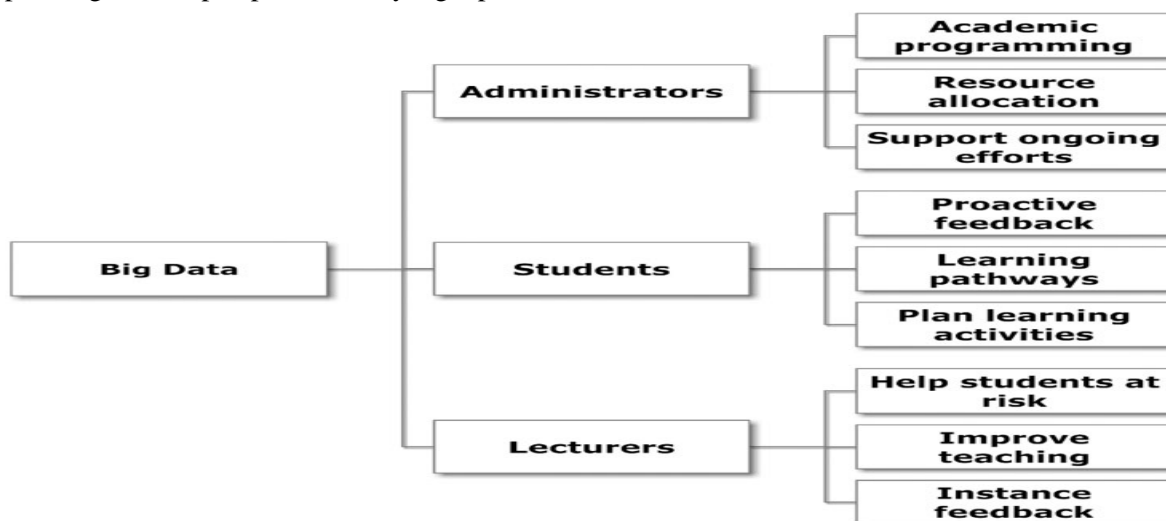 Academic
programming
Administrators
Resource
allocation
Support ongoing
efforts
Proactive
feedback
Big Data
Students
Learning
pathways
Plan learning
activities
Help students at
risk
Lecturers
Improve
teaching
Instance
feedback